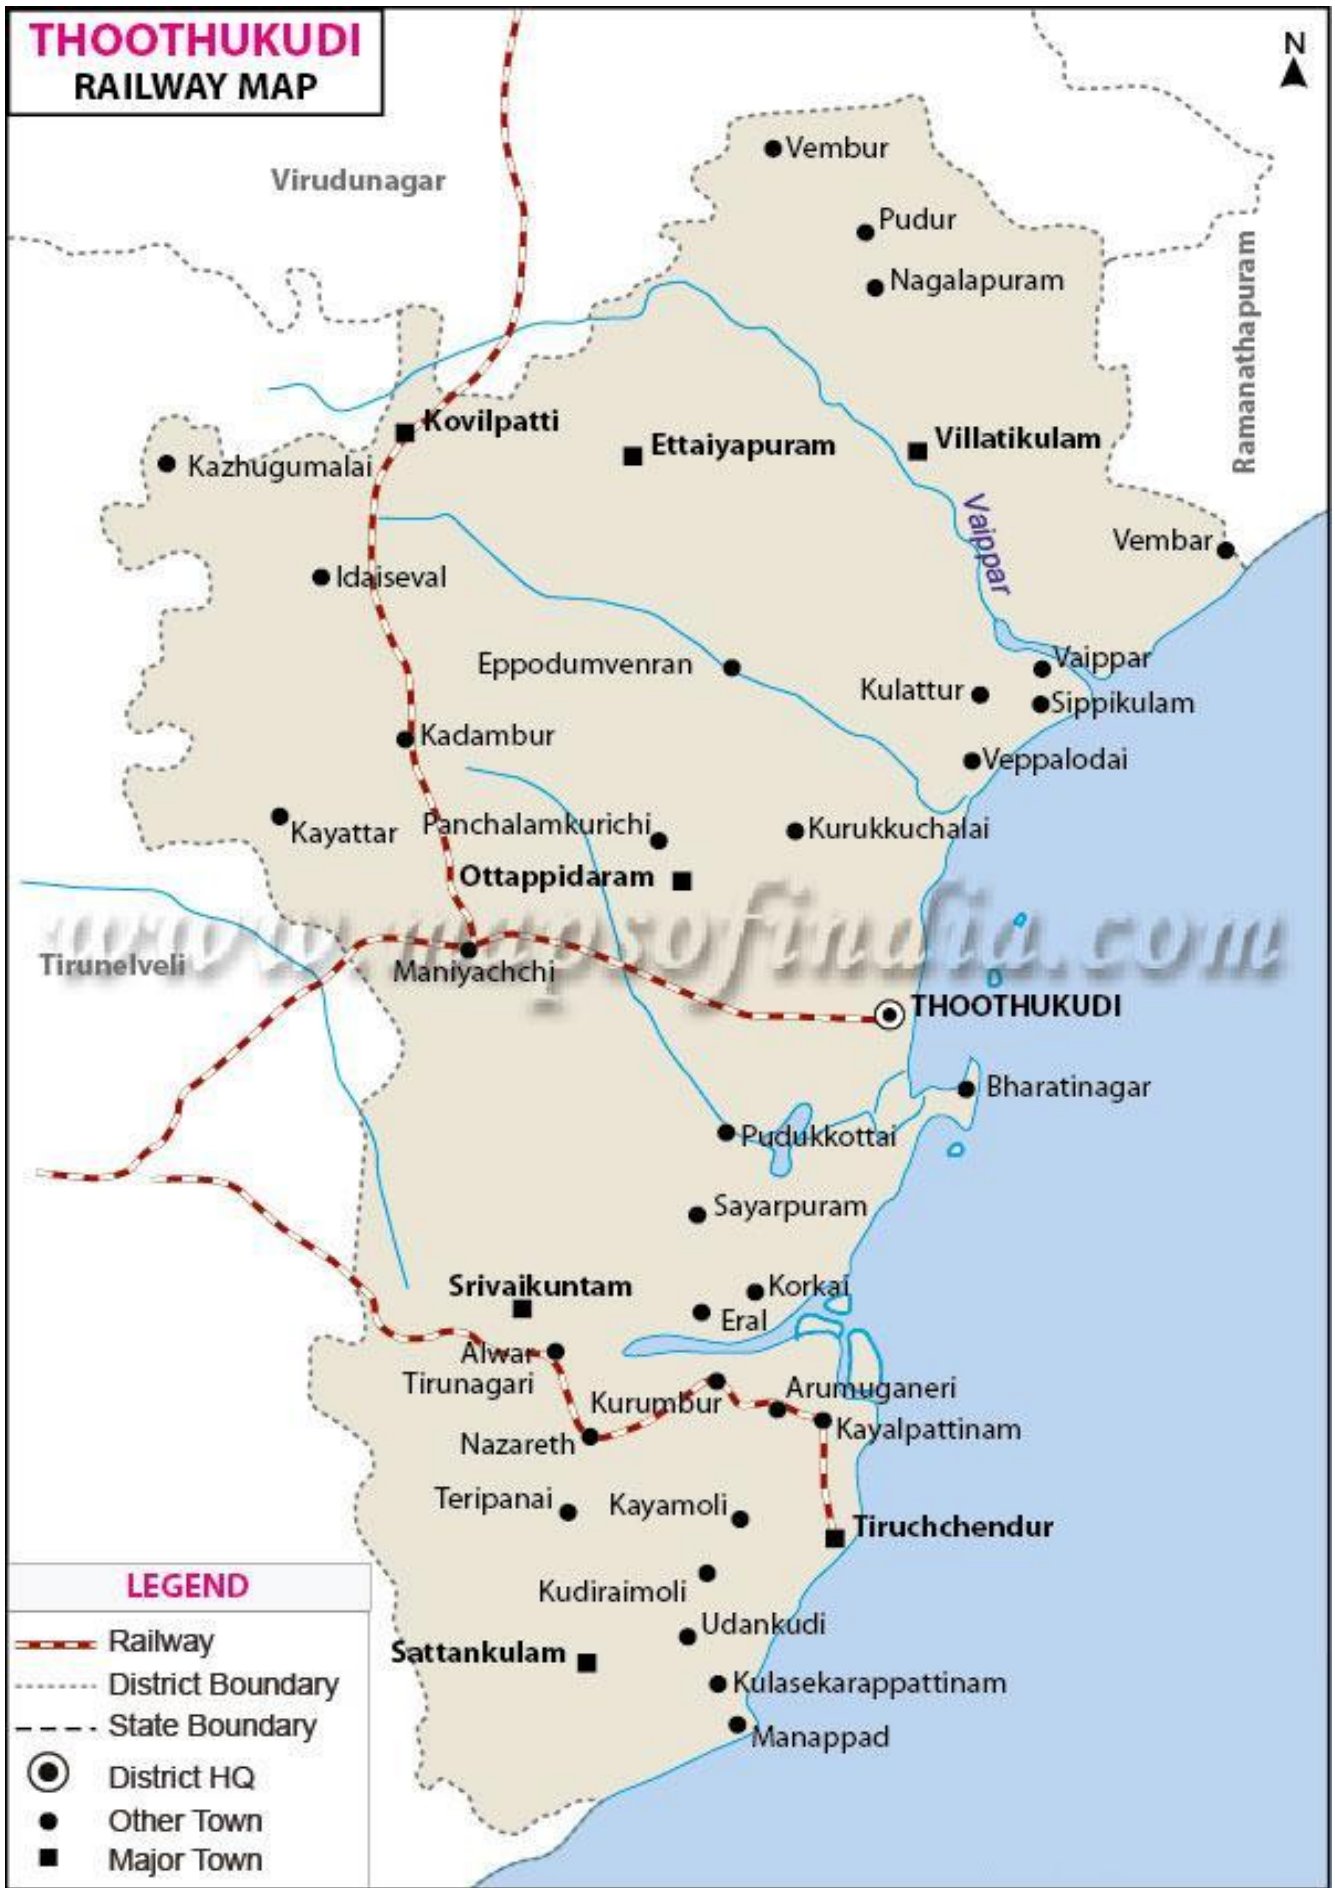 THOOTHUKUDI
RAILWAY MAP
N
Vembur
Virudunagar
Pudur
Nagalapuram
Ramanathapuram
Kovilpatti
Ettaiyapuram
Villatikulam
Kazhugumalai
Vaippar
Vembar
Idaiseval
Eppodumvenran
Vaippar
Kulattur
Sippikulam
Kadambur
Veppalodai
Kayattar
Panchalamkurichi
Kurukkuchalai
Ottappidaram
www.mapsofindia.com
Tirunelveli
Maniyachchi
THOOTHUKUDI
Bharatinagar
Pudukkottai
Sayarpuram
Srivaikuntam
Korkai
Eral
Alwar
Tirunagari
Kurumbur
Arumuganeri
Kayalpattinam
Nazareth
Teripanai
Kayamoli
Tiruchchendur
Kudiraimoli
Udankudi
Sattankulam
Kulasekarappattinam
Manappad
LEGEND
Railway
District Boundary
State Boundary
District HQ
Other Town
Major Town